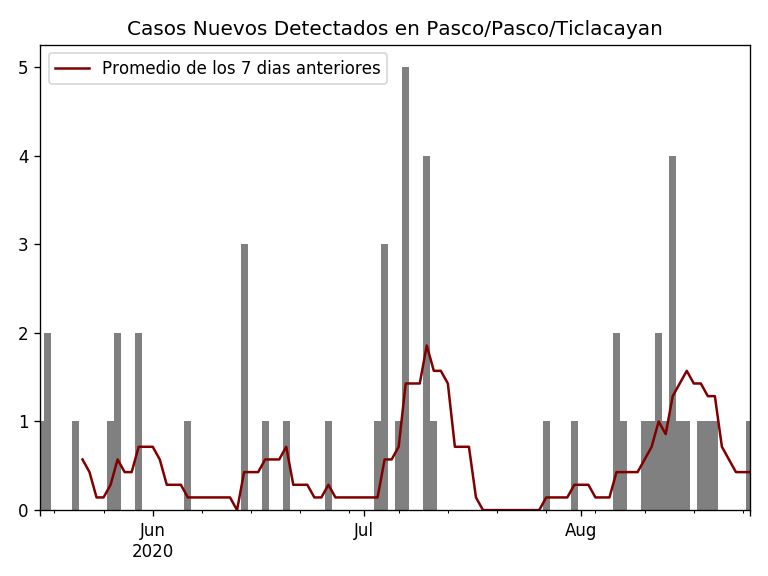 Casos Nuevos Detectados en Pasco/Pasco/Ticlacayan
Promedio de los 7 dias anteriores
5
4
3
2
1
0
Jun
2020
Jul
Aug